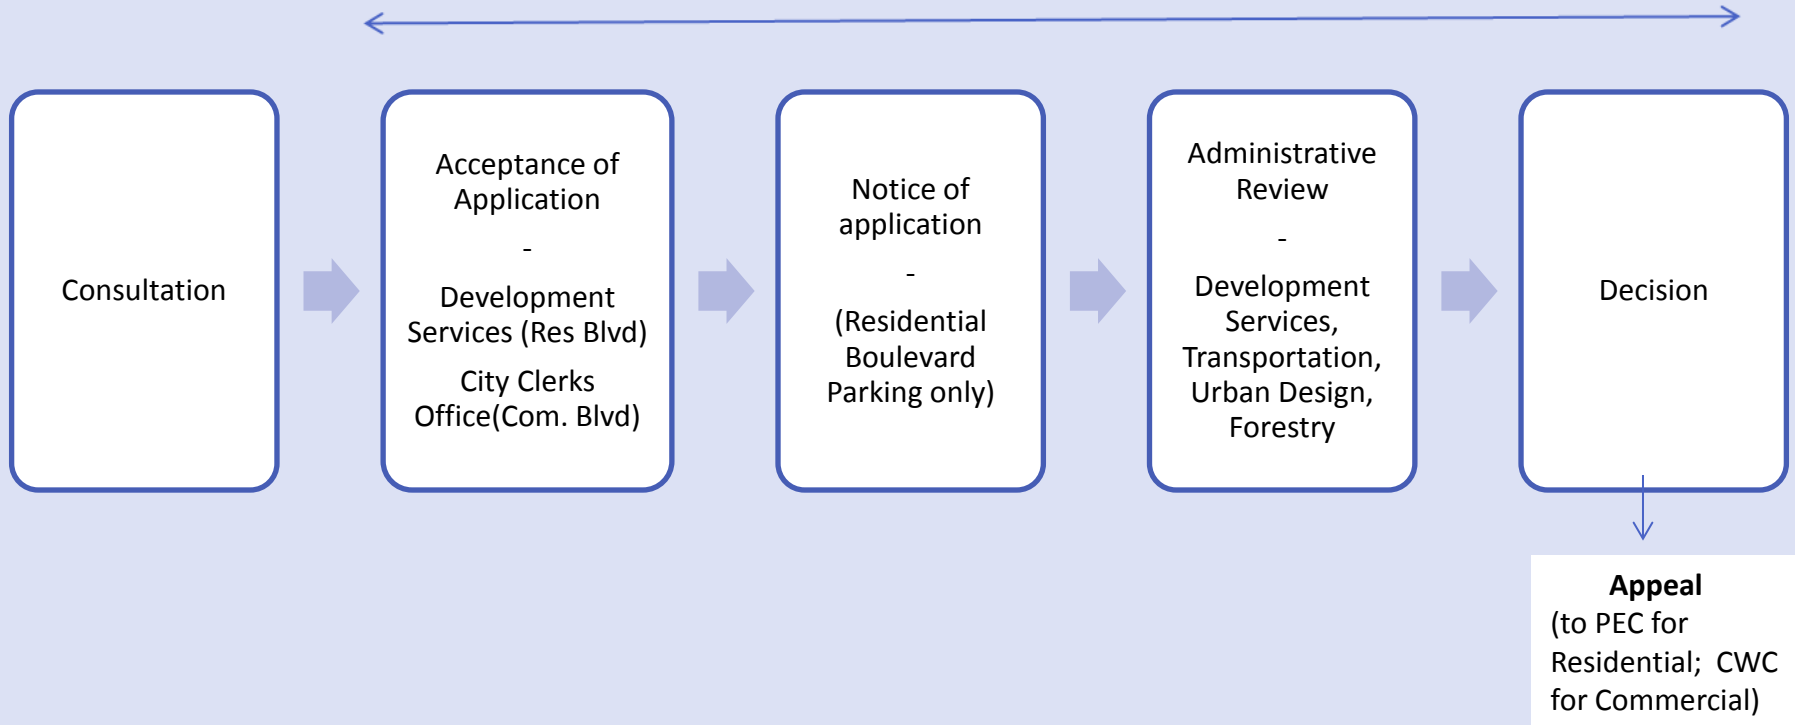 Consultation
Acceptance of
Application
-
Development
Services (Res Blvd)
City Clerks
Office(Com. Blvd)
Notice of
application
-
(Residential
Boulevard
Parking only)
Administrative
Review
-
Development
Services,
Transportation,
Urban Design,
Forestry
Decision
Appeal
(to PEC for
Residential;  CWC
for Commercial)